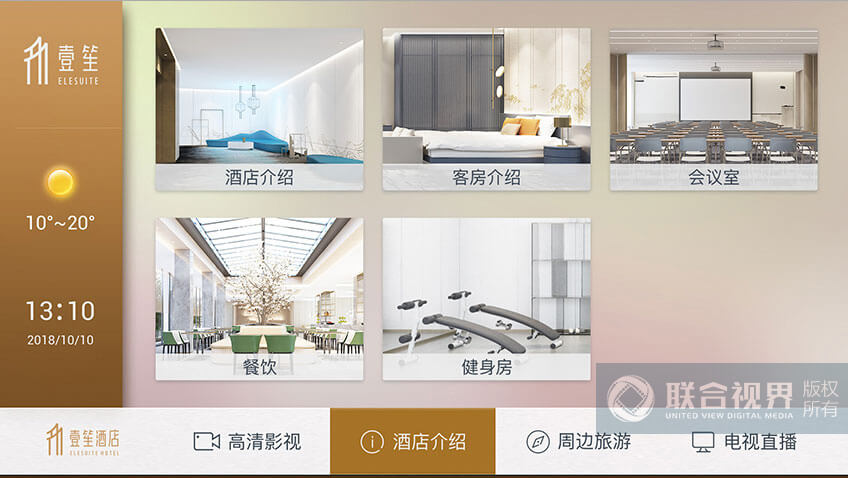 壹笙
ELESUITE
10°~20°
13:10
2018/10/10
酒店介绍
客房介绍
会议室
餐饮
健身房
联合视界
UNITED VIEW DIGITAL MEDIA
版权
所有
壹笙酒店
ELESUITE HOTEL
高清影视
酒店介绍
周边旅游
电视直播